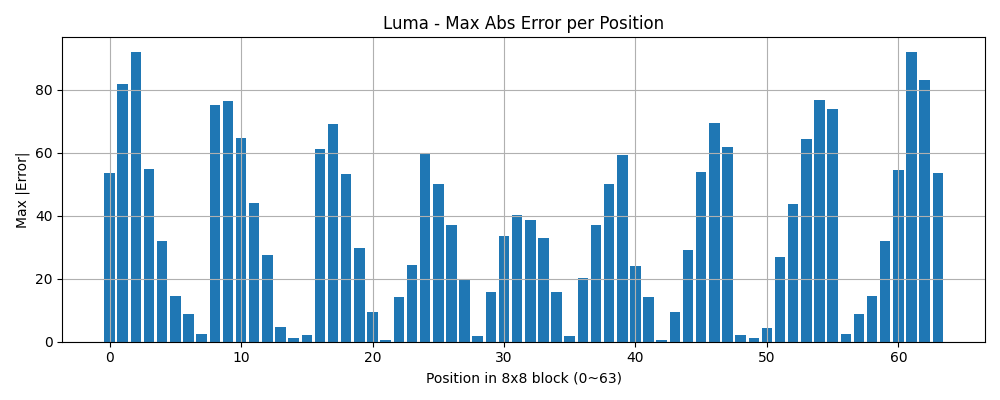 Luma - Max Abs Error per Position
Max |Error|
80
60
40
20
0
0 10 20 30 40 50 60
Position in 8x8 block (0~63)